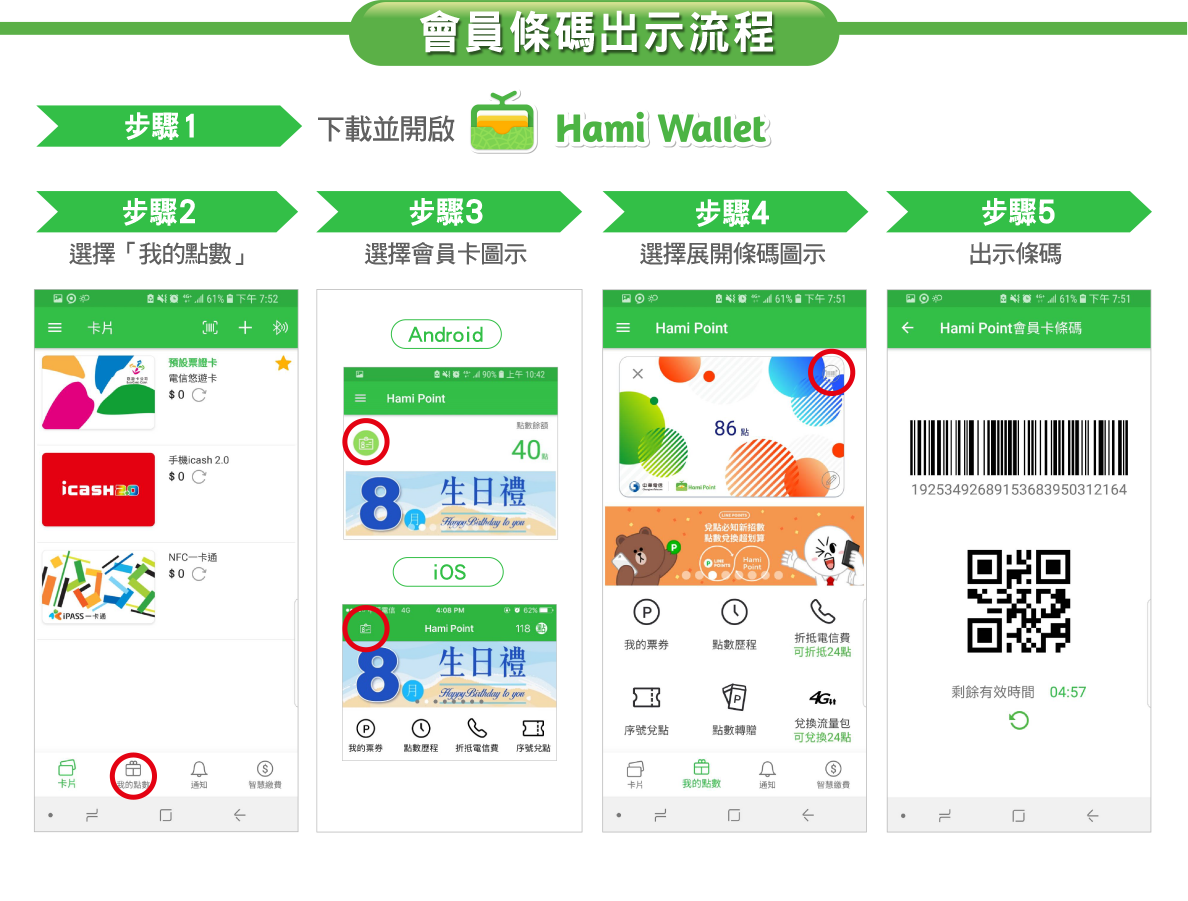 會員條碼出示流程
步驟1
下載並開啟
Hami Wallet
步驟2
選擇「我的點數」
下午 7:52
61%
卡片
預設票證卡
電信悠遊卡
$ 0
手機icash 2.0
$ 0
icash2.0
NFC一卡通
$ 0
iPASS 一卡通
卡片
我的點數
通知
智慧繳費
步驟3
選擇會員卡圖示
Android
90%
上午 10:42
Hami Point
點數餘額
40點
8月
生日禮
Happy Birthday to you
iOS
電信 4G
4:08 PM
62%
Hami Point
118 點
8月
生日禮
Happy Birthday to you
我的票券
點數歷程
折抵電信費
序號兌點
步驟4
選擇展開條碼圖示
61%
下午 7:51
Hami Point
86 點
中華電信
Hami Point
LINE POINTS
兌點必知新招數
點數兌換超划算
LINE POINTS
Hami Point
我的票券
點數歷程
折抵電信費
可折抵24點
序號兌點
點數轉贈
4G
兌換流量包
可兌換24點
卡片
我的點數
通知
智慧繳費
步驟5
出示條碼
61%
下午 7:51
Hami Point會員卡條碼
19253492689153683950312164
剩餘有效時間 04:57